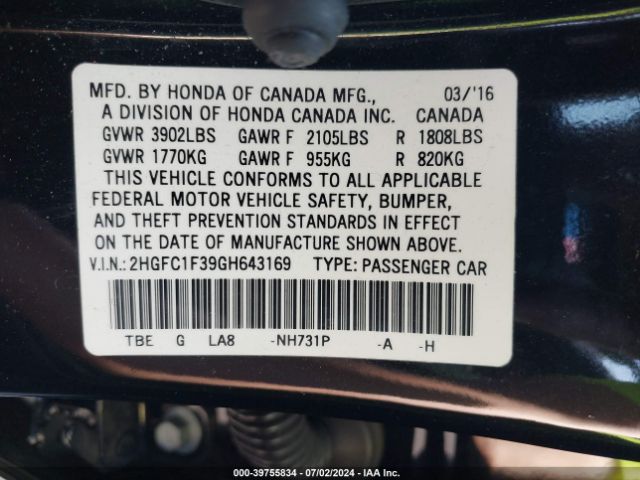 MFD. BY HONDA OF CANADA MFG., 03/'16
A DIVISION OF HONDA CANADA INC. CANADA
GVWR 3902LBS GAWR F 2105LBS R 1808LBS
GVWR 1770KG GAWR F 955KG R 820KG
THIS VEHICLE CONFORMS TO ALL APPLICABLE
FEDERAL MOTOR VEHICLE SAFETY, BUMPER,
AND THEFT PREVENTION STANDARDS IN EFFECT
ON THE DATE OF MANUFACTURE SHOWN ABOVE.
V.I.N.: 2HGFC1F39GH643169 TYPE: PASSENGER CAR
TBE G LA8 -NH731P -A -H
000-39755834 - 07/02/2024 - IAA Inc.